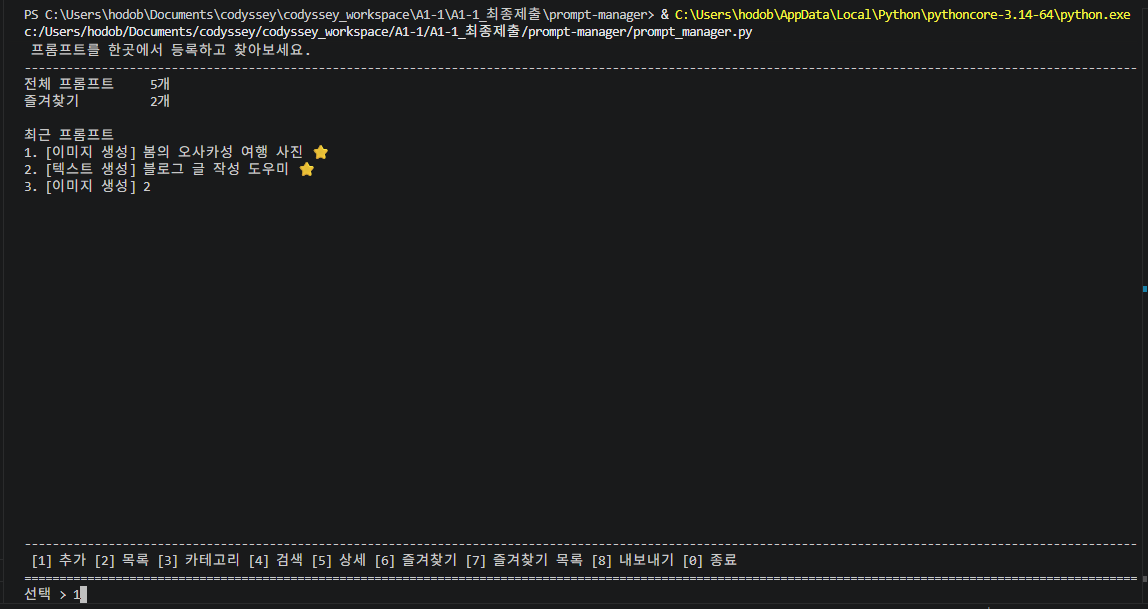 PS C:\Users\hodob\Documents\codyssey\codyssey_workspace\A1-1\A1-1_최종제출\prompt-manager> & C:\Users\hodob\AppData\Local\Python\pythoncore-3.14-64\python.exe
c:/Users/hodob/Documents/codyssey/codyssey_workspace/A1-1/A1-1_최종제출/prompt-manager/prompt_manager.py
프롬프트를 한곳에서 등록하고 찾아보세요.
전체 프롬프트 5개
즐겨찾기 2개
최근 프롬프트
1. [이미지 생성] 봄의 오사카성 여행 사진 ⭐
2. [텍스트 생성] 블로그 글 작성 도우미 ⭐
3. [이미지 생성] 2
[1] 추가 [2] 목록 [3] 카테고리 [4] 검색 [5] 상세 [6] 즐겨찾기 [7] 즐겨찾기 목록 [8] 내보내기 [0] 종료
선택 > 1